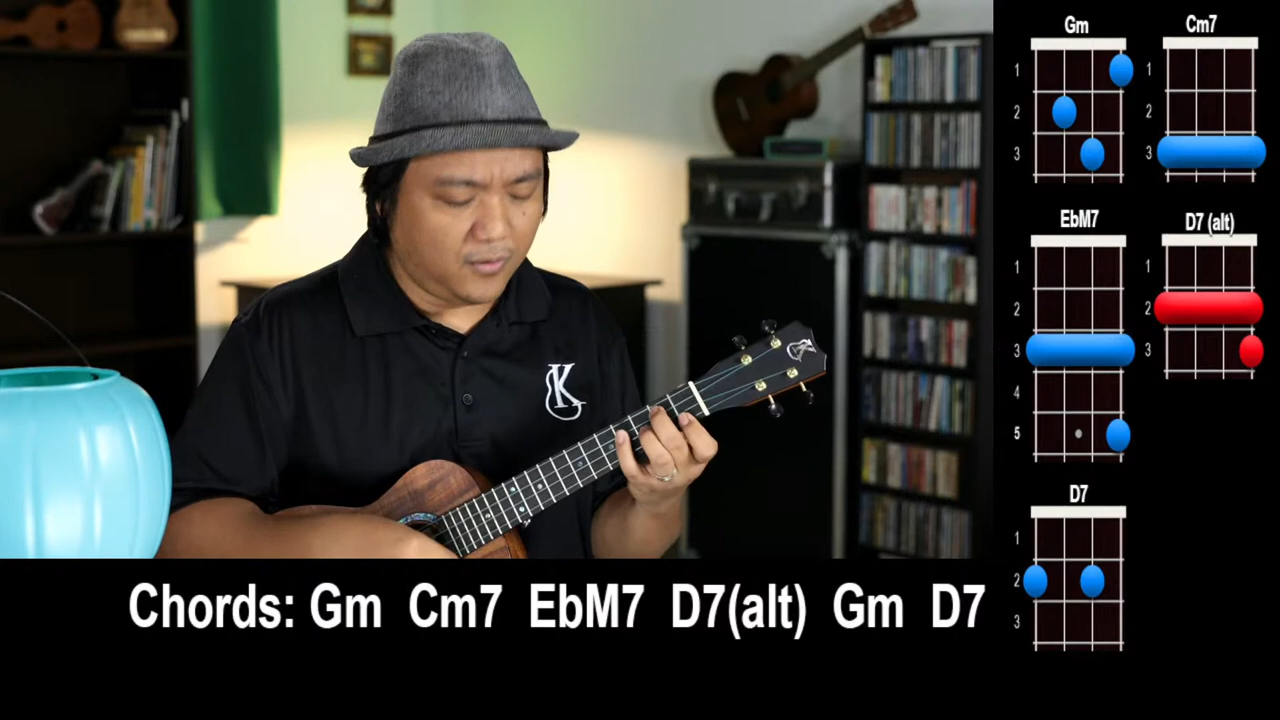 Gm Cm7
1 1
2 2
3 3
EbM7 D7 (alt)
1 1
2 2
3 3
4
5
D7
1
2
3
K
K
Chords: Gm Cm7 EbM7 D7(alt) Gm D7